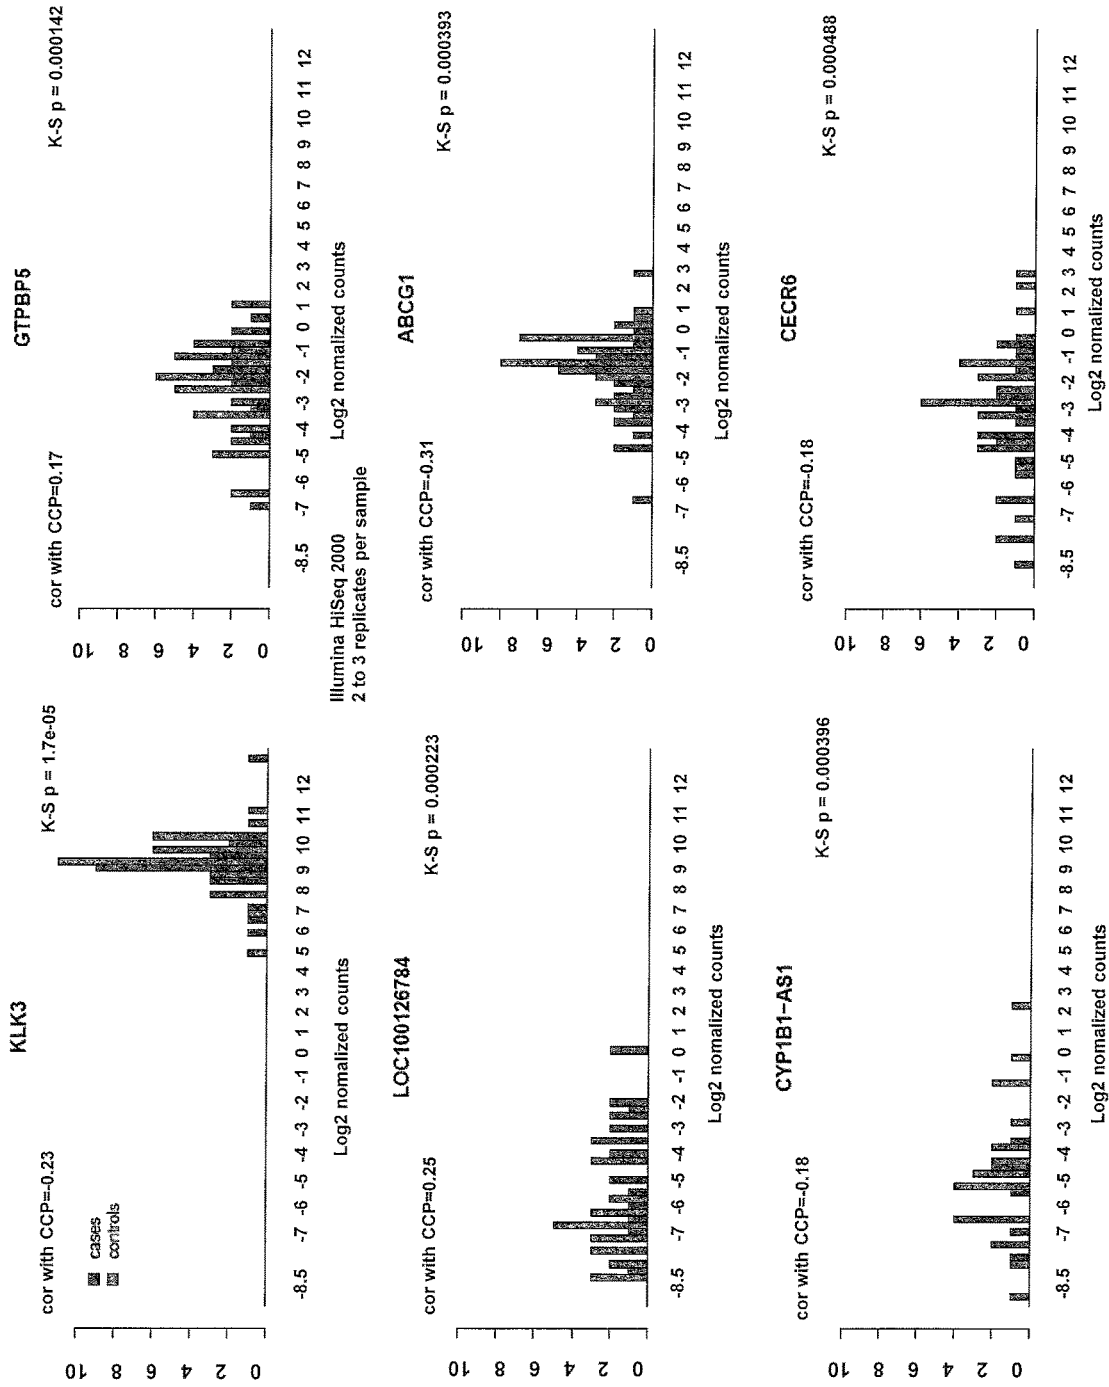 KLK3
cor with CCP=-0.23
K-S p = 1.7e-05
cases
controls
10
8
6
4
2
0
-8.5 -7 -6 -5 -4 -3 -2 -1 0 1 2 3 4 5 6 7 8 9 10 11 12
Log2 nomalized counts
GTPBP5
cor with CCP=0.17
K-S p = 0.000142
10
8
6
4
2
0
-8.5 -7 -6 -5 -4 -3 -2 -1 0 1 2 3 4 5 6 7 8 9 10 11 12
Log2 nomalized counts
Illumina HiSeq 2000
2 to 3 replicates per sample
LOC100126784
cor with CCP=0.25
K-S p = 0.000223
10
8
6
4
2
0
-8.5 -7 -6 -5 -4 -3 -2 -1 0 1 2 3 4 5 6 7 8 9 10 11 12
Log2 nomalized counts
ABCG1
cor with CCP=-0.31
K-S p = 0.000393
10
8
6
4
2
0
-8.5 -7 -6 -5 -4 -3 -2 -1 0 1 2 3 4 5 6 7 8 9 10 11 12
Log2 nomalized counts
CYP1B1-AS1
cor with CCP=-0.18
K-S p = 0.000396
10
8
6
4
2
0
-8.5 -7 -6 -5 -4 -3 -2 -1 0 1 2 3 4 5 6 7 8 9 10 11 12
Log2 nomalized counts
CECR6
cor with CCP=-0.18
K-S p = 0.000488
10
8
6
4
2
0
-8.5 -7 -6 -5 -4 -3 -2 -1 0 1 2 3 4 5 6 7 8 9 10 11 12
Log2 nomalized counts